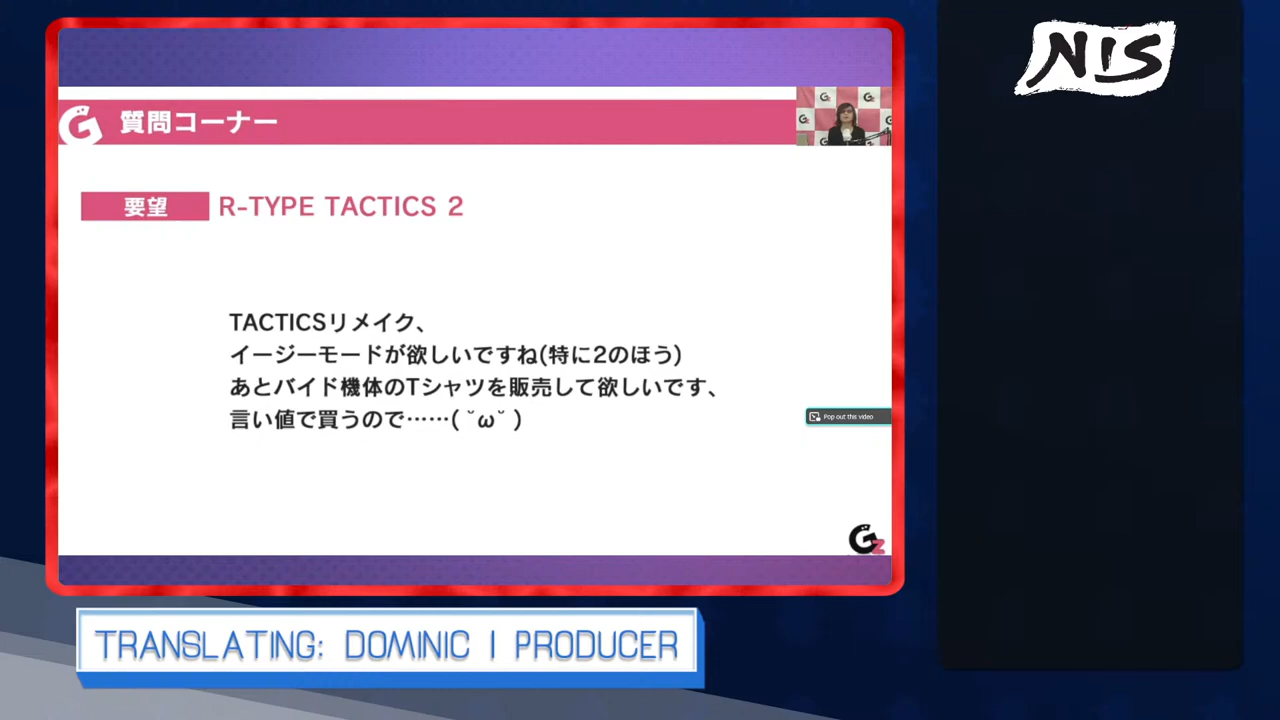 NIS
G 質問コーナー
要望 R-TYPE TACTICS 2
TACTICSリメイク、
イージーモードが欲しいですね(特に2のほう)
あとバイド機体のTシャツを販売して欲しいです、
言い値で買うので……( ˘ω˘ )
Pop out this video
Gz
TRANSLATING: DOMINIC | PRODUCER